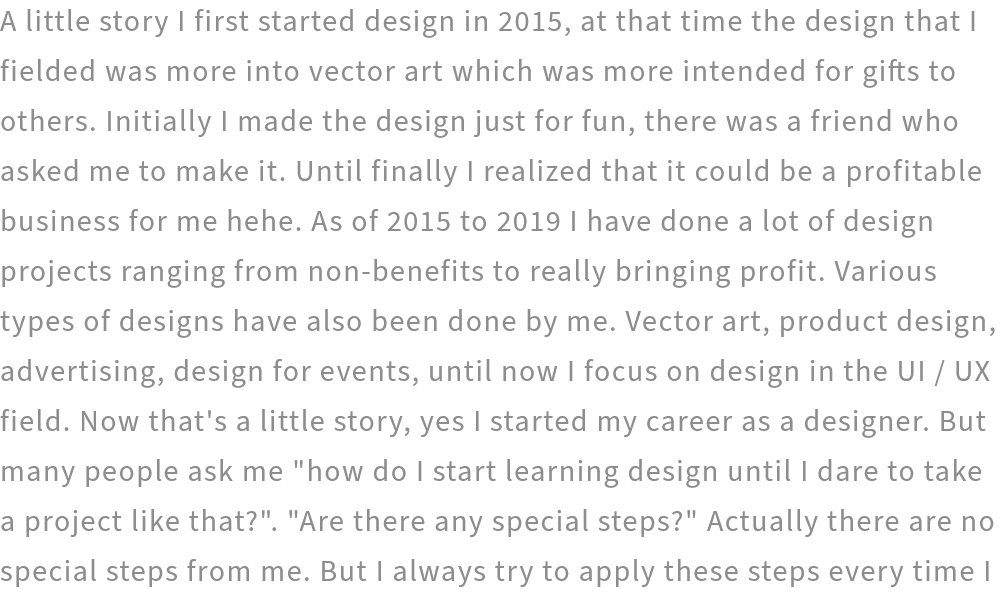 A little story I first started design in 2015, at that time the design that I
fielded was more into vector art which was more intended for gifts to
others. Initially I made the design just for fun, there was a friend who
asked me to make it. Until finally I realized that it could be a profitable
business for me hehe. As of 2015 to 2019 I have done a lot of design
projects ranging from non-benefits to really bringing profit. Various
types of designs have also been done by me. Vector art, product design,
advertising, design for events, until now I focus on design in the UI / UX
field. Now that's a little story, yes I started my career as a designer. But
many people ask me "how do I start learning design until I dare to take
a project like that?". "Are there any special steps?" Actually there are no
special steps from me. But I always try to apply these steps every time I